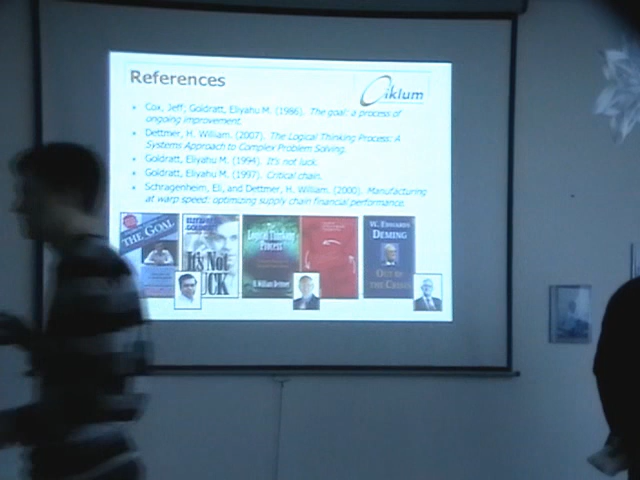 References
Ciklum
Cox, Jeff; Goldratt, Eliyahu M. (1986). The goal: a process of
ongoing improvement.
Dettmer, H. William. (2007). The Logical Thinking Process: A
Systems Approach to Complex Problem Solving.
Goldratt, Eliyahu M. (1994). It's not luck.
Goldratt, Eliyahu M. (1997). Critical chain.
Schragenheim, Eli, and Dettmer, H. William. (2000). Manufacturing
at warp speed: optimizing supply chain financial performance.
THE GOAL
It's Not
UCK
Logical Thinking
Process
H. William Dettmer
W. EDWARDS
DEMING
OUT OF
THE CRISIS